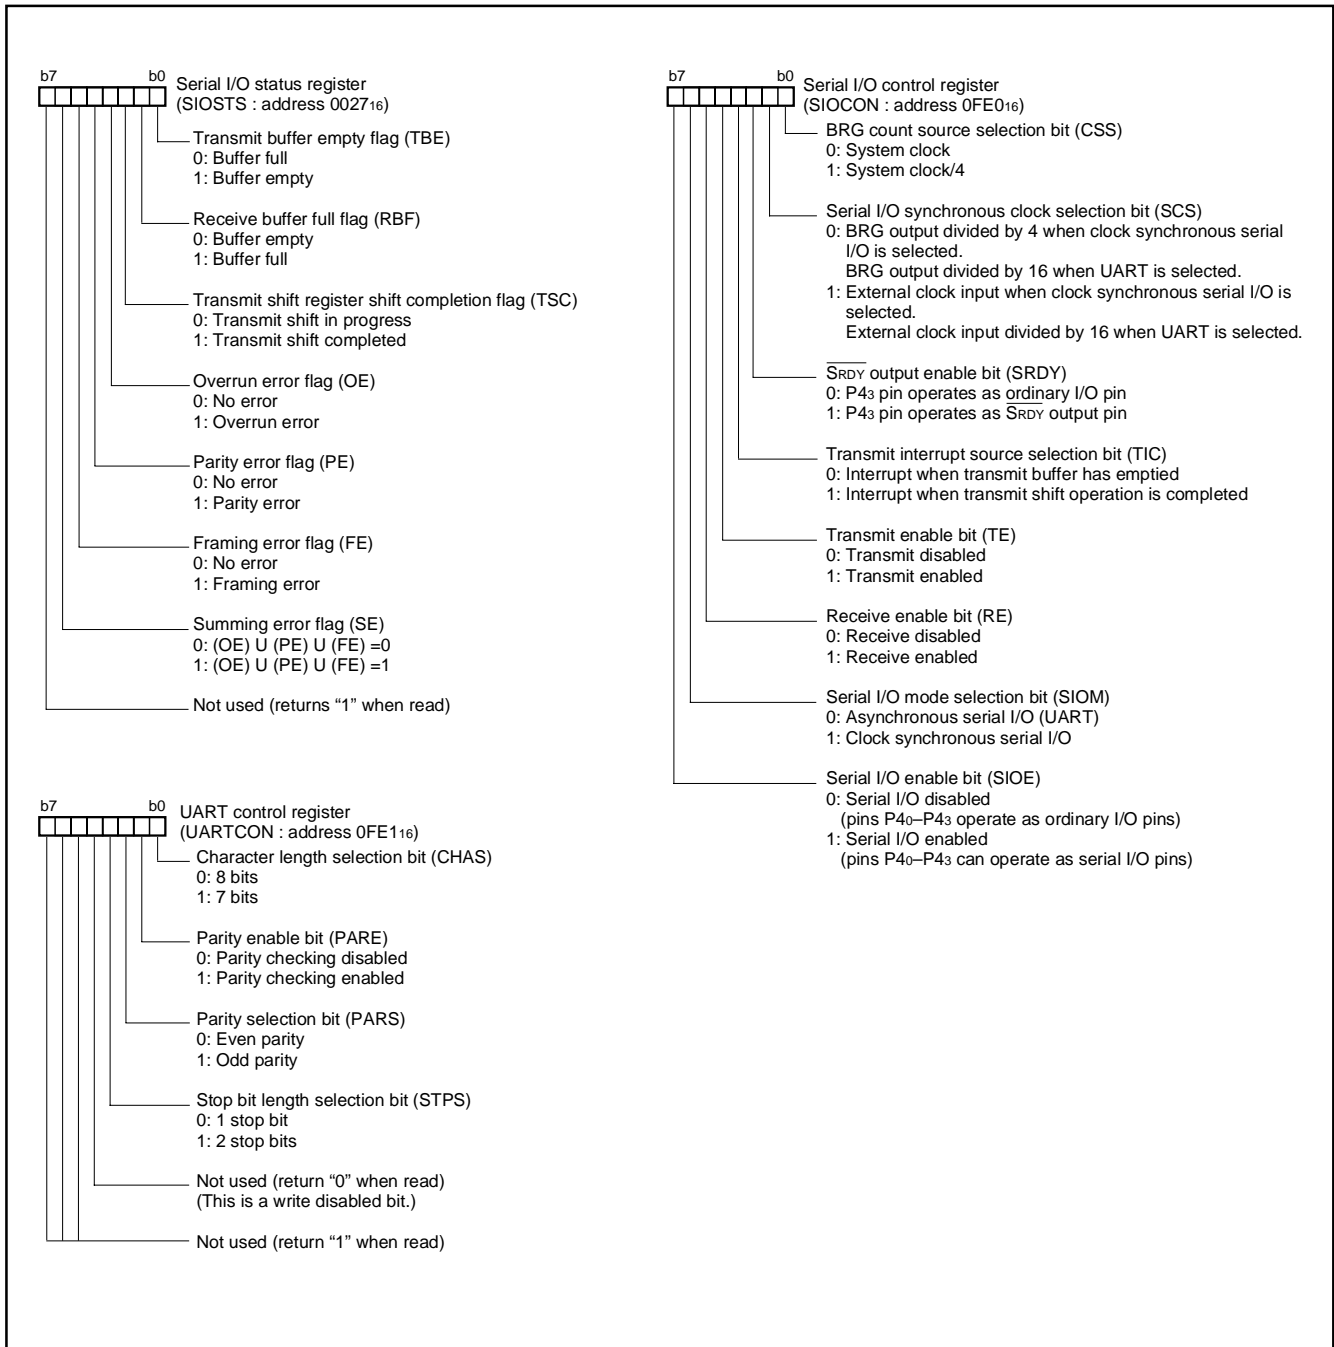 b7 b0 Serial I/O status register
(SIOSTS : address 002716)
Transmit buffer empty flag (TBE)
0: Buffer full
1: Buffer empty
Receive buffer full flag (RBF)
0: Buffer empty
1: Buffer full
Transmit shift register shift completion flag (TSC)
0: Transmit shift in progress
1: Transmit shift completed
Overrun error flag (OE)
0: No error
1: Overrun error
Parity error flag (PE)
0: No error
1: Parity error
Framing error flag (FE)
0: No error
1: Framing error
Summing error flag (SE)
0: (OE) U (PE) U (FE) =0
1: (OE) U (PE) U (FE) =1
Not used (returns “1” when read)
b7 b0 UART control register
(UARTCON : address 0FE116)
Character length selection bit (CHAS)
0: 8 bits
1: 7 bits
Parity enable bit (PARE)
0: Parity checking disabled
1: Parity checking enabled
Parity selection bit (PARS)
0: Even parity
1: Odd parity
Stop bit length selection bit (STPS)
0: 1 stop bit
1: 2 stop bits
Not used (return “0” when read)
(This is a write disabled bit.)
Not used (return “1” when read)
b7 b0 Serial I/O control register
(SIOCON : address 0FE016)
BRG count source selection bit (CSS)
0: System clock
1: System clock/4
Serial I/O synchronous clock selection bit (SCS)
0: BRG output divided by 4 when clock synchronous serial
I/O is selected.
BRG output divided by 16 when UART is selected.
1: External clock input when clock synchronous serial I/O is
selected.
External clock input divided by 16 when UART is selected.
SRDY output enable bit (SRDY)
0: P43 pin operates as ordinary I/O pin
1: P43 pin operates as SRDY output pin
Transmit interrupt source selection bit (TIC)
0: Interrupt when transmit buffer has emptied
1: Interrupt when transmit shift operation is completed
Transmit enable bit (TE)
0: Transmit disabled
1: Transmit enabled
Receive enable bit (RE)
0: Receive disabled
1: Receive enabled
Serial I/O mode selection bit (SIOM)
0: Asynchronous serial I/O (UART)
1: Clock synchronous serial I/O
Serial I/O enable bit (SIOE)
0: Serial I/O disabled
(pins P40–P43 operate as ordinary I/O pins)
1: Serial I/O enabled
(pins P40–P43 can operate as serial I/O pins)